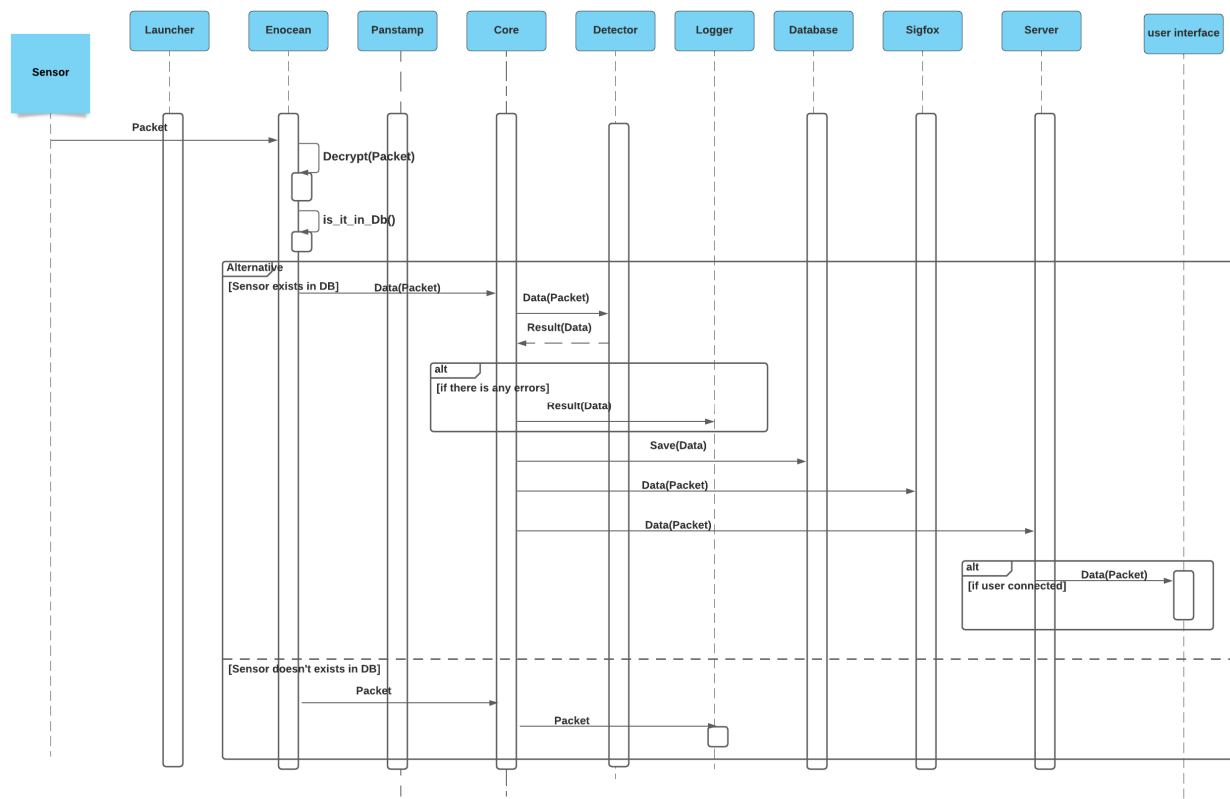 Launcher
Enocean
Panstamp
Core
Detector
Logger
Database
Sigfox
Server
user interface
Sensor
Packet
Decrypt(Packet)
is_it_in_Db()
Alternative
[Sensor exists in DB]
Data(Packet)
Data(Packet)
Result(Data)
alt
[if there is any errors]
Result(Data)
Save(Data)
Data(Packet)
Data(Packet)
alt
Data(Packet)
[if user connected]
[Sensor doesn't exists in DB]
Packet
Packet